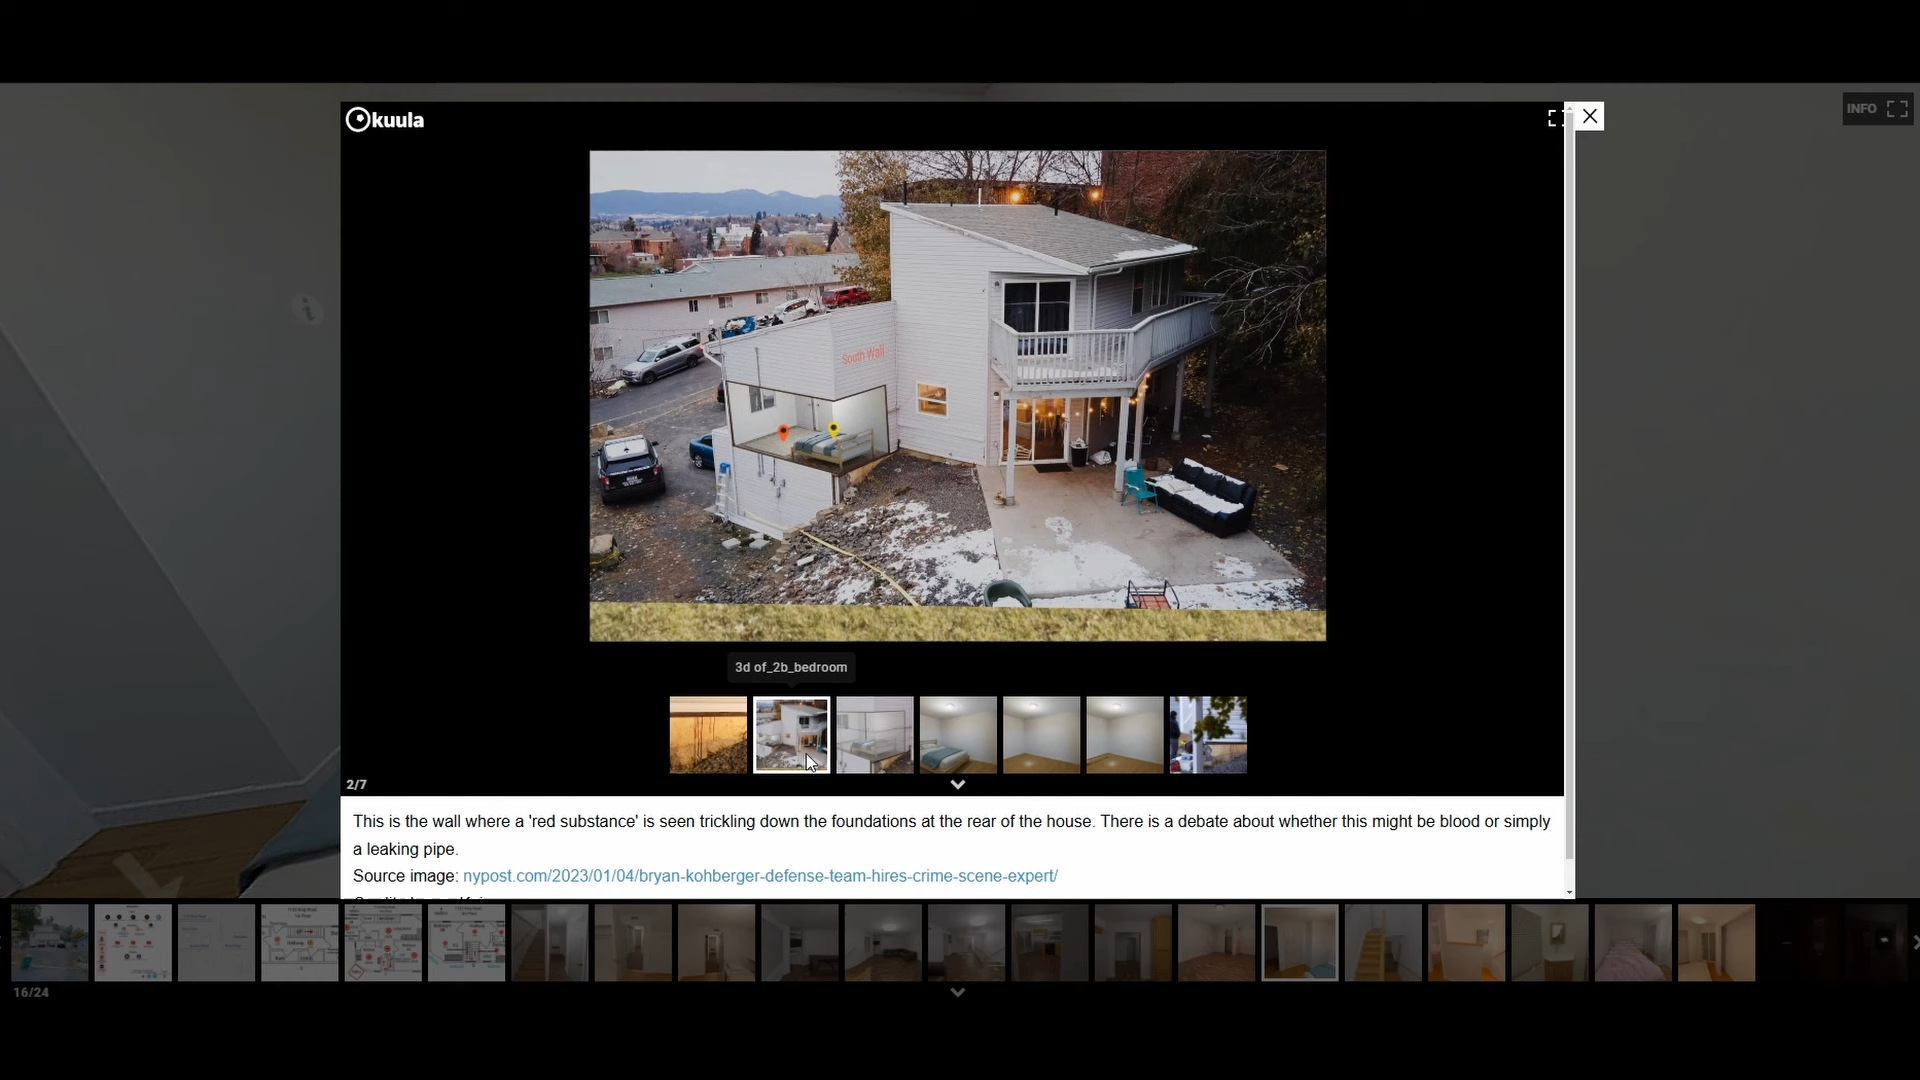 kuula
INFO
South Wall
3d of_2b_bedroom
2/7
This is the wall where a 'red substance' is seen trickling down the foundations at the rear of the house. There is a debate about whether this might be blood or simply
a leaking pipe.
Source image: nypost.com/2023/01/04/bryan-kohberger-defense-team-hires-crime-scene-expert/
16/24